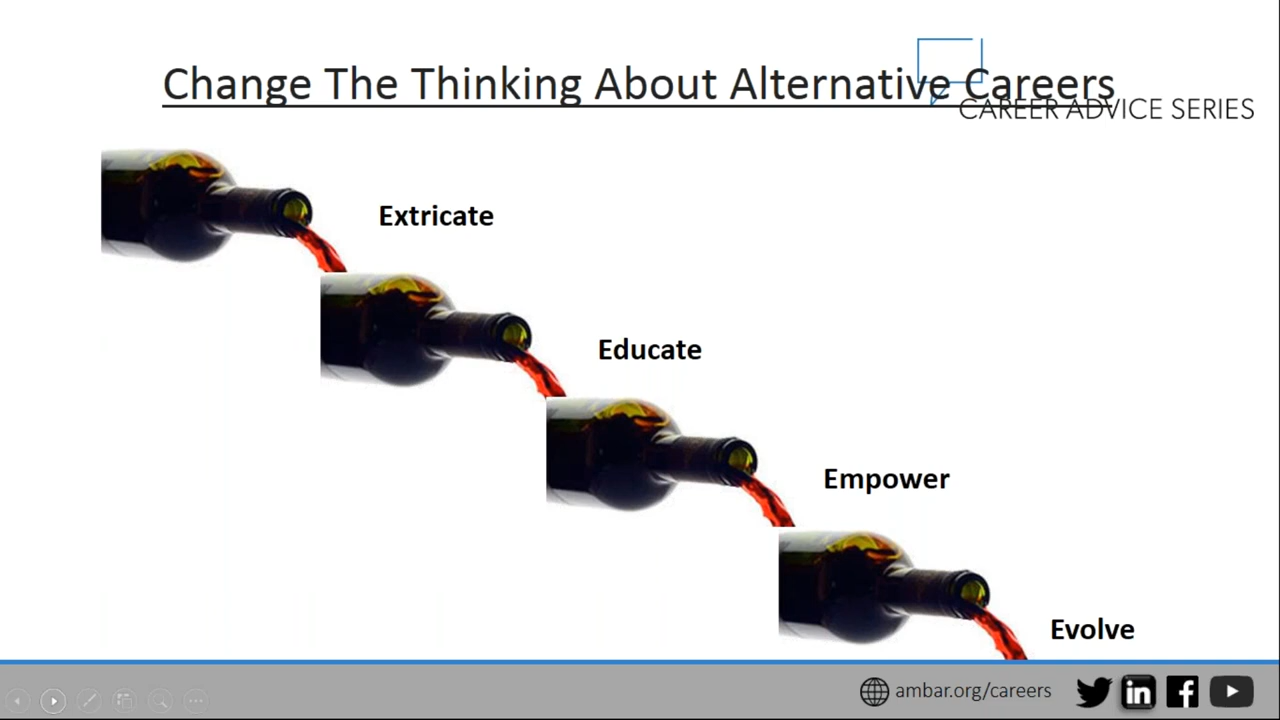 Change The Thinking About Alternative Careers
CAREER ADVICE SERIES
Extricate
Educate
Empower
Evolve
ambar.org/careers